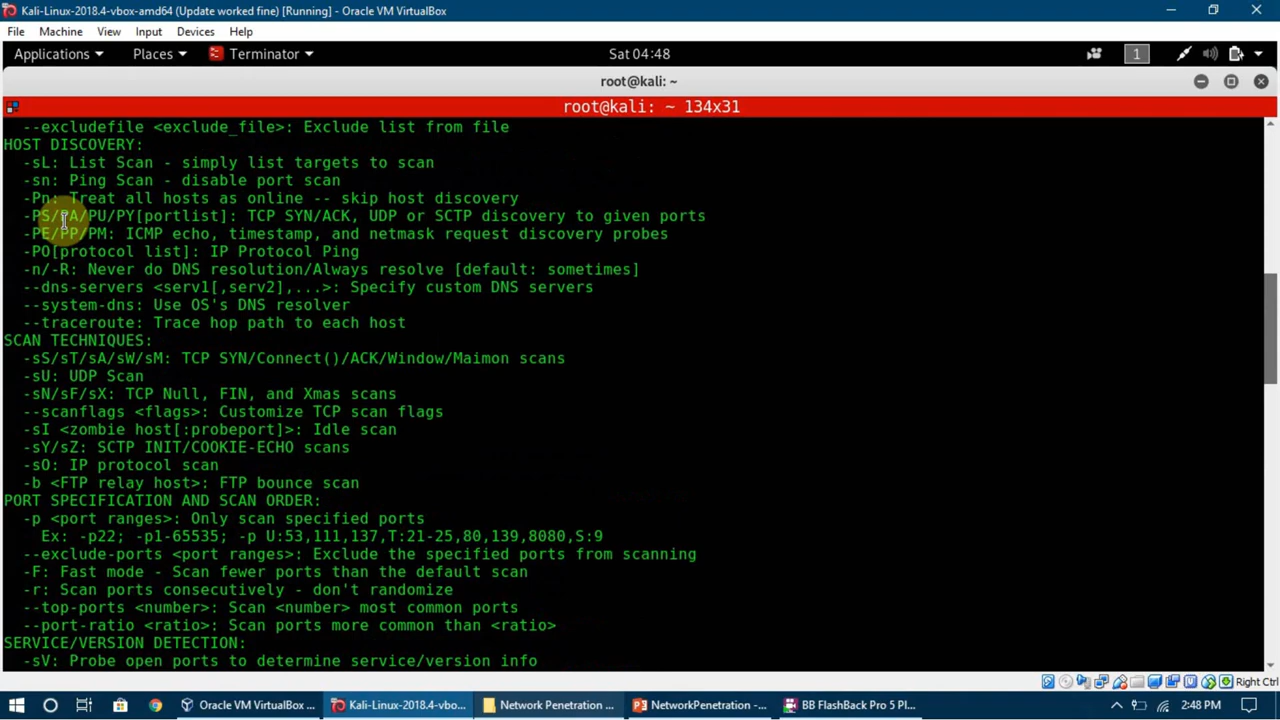 Kali-Linux-2018.4-vbox-amd64 (Update worked fine) [Running] - Oracle VM VirtualBox
File Machine View Input Devices Help
Applications Places Terminator Sat 04:48 1
root@kali: ~
root@kali: ~ 134x31
--excludefile <exclude_file>: Exclude list from file
HOST DISCOVERY:
-sL: List Scan - simply list targets to scan
-sn: Ping Scan - disable port scan
-Pn: Treat all hosts as online -- skip host discovery
-PS/PA/PU/PY[portlist]: TCP SYN/ACK, UDP or SCTP discovery to given ports
-PE/PP/PM: ICMP echo, timestamp, and netmask request discovery probes
-PO[protocol list]: IP Protocol Ping
-n/-R: Never do DNS resolution/Always resolve [default: sometimes]
--dns-servers <serv1[,serv2],...>: Specify custom DNS servers
--system-dns: Use OS's DNS resolver
--traceroute: Trace hop path to each host
SCAN TECHNIQUES:
-sS/sT/sA/sW/sM: TCP SYN/Connect()/ACK/Window/Maimon scans
-sU: UDP Scan
-sN/sF/sX: TCP Null, FIN, and Xmas scans
--scanflags <flags>: Customize TCP scan flags
-sI <zombie host[:probeport]>: Idle scan
-sY/sZ: SCTP INIT/COOKIE-ECHO scans
-sO: IP protocol scan
-b <FTP relay host>: FTP bounce scan
PORT SPECIFICATION AND SCAN ORDER:
-p <port ranges>: Only scan specified ports
Ex: -p22; -p1-65535; -p U:53,111,137,T:21-25,80,139,8080,S:9
--exclude-ports <port ranges>: Exclude the specified ports from scanning
-F: Fast mode - Scan fewer ports than the default scan
-r: Scan ports consecutively - don't randomize
--top-ports <number>: Scan <number> most common ports
--port-ratio <ratio>: Scan ports more common than <ratio>
SERVICE/VERSION DETECTION:
-sV: Probe open ports to determine service/version info
Right Ctrl
Oracle VM VirtualBox ... Kali-Linux-2018.4-vbo... Network Penetration ... NetworkPenetration -... BB FlashBack Pro 5 Pl... 2:48 PM